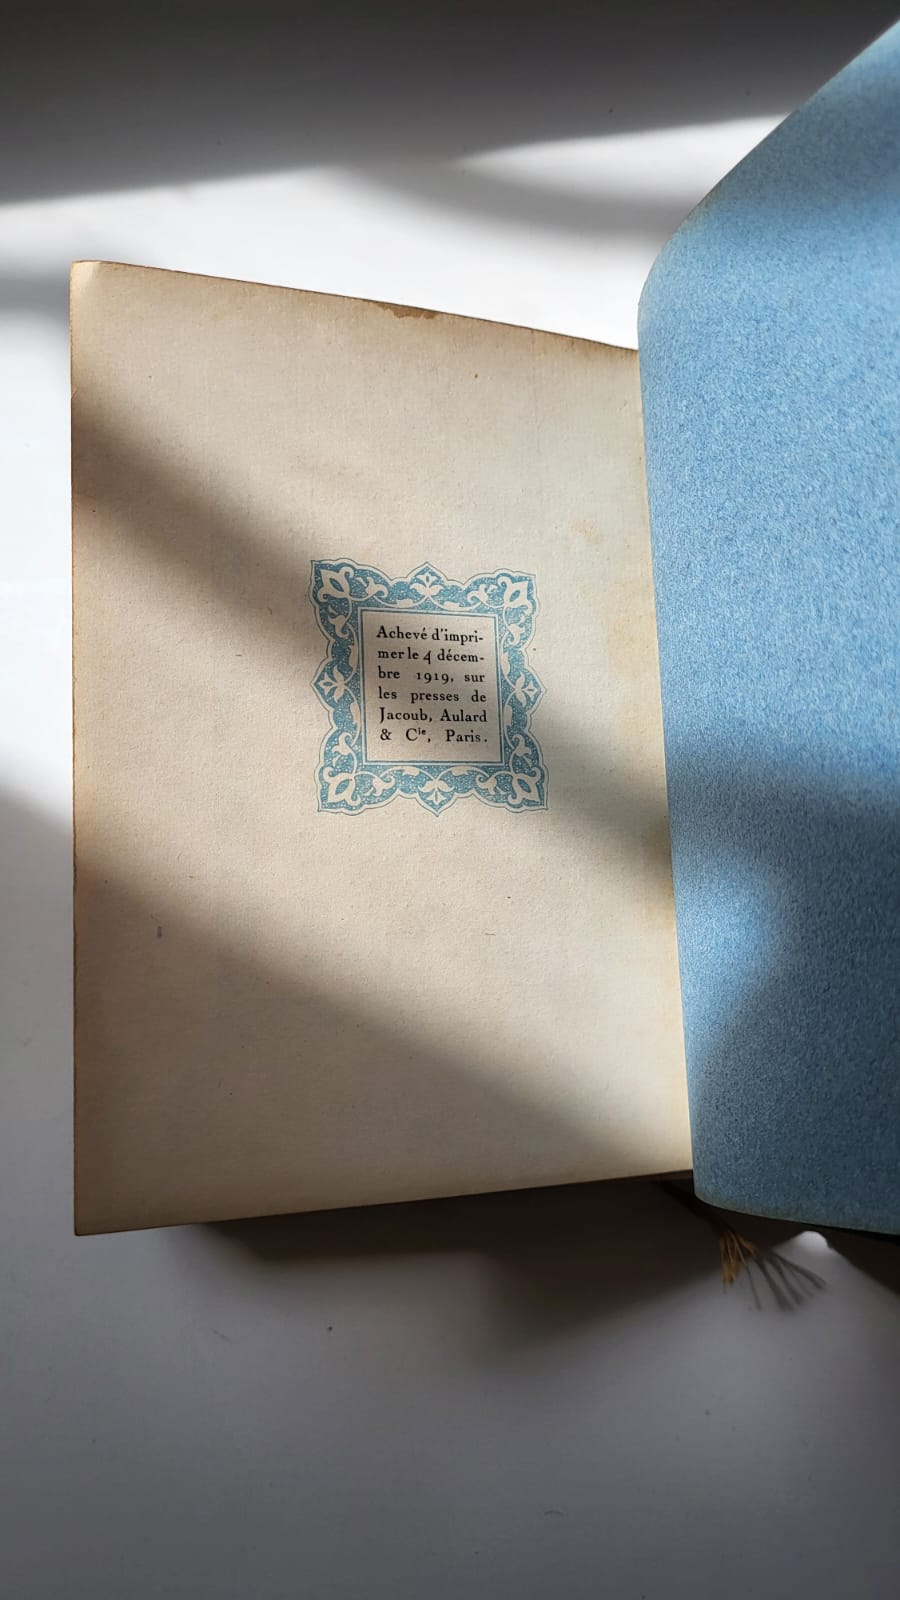 Achevé d'impri-
mer le 4 décem-
bre 1919, sur
les presses de
Jacoub, Aulard
& Cie, Paris.